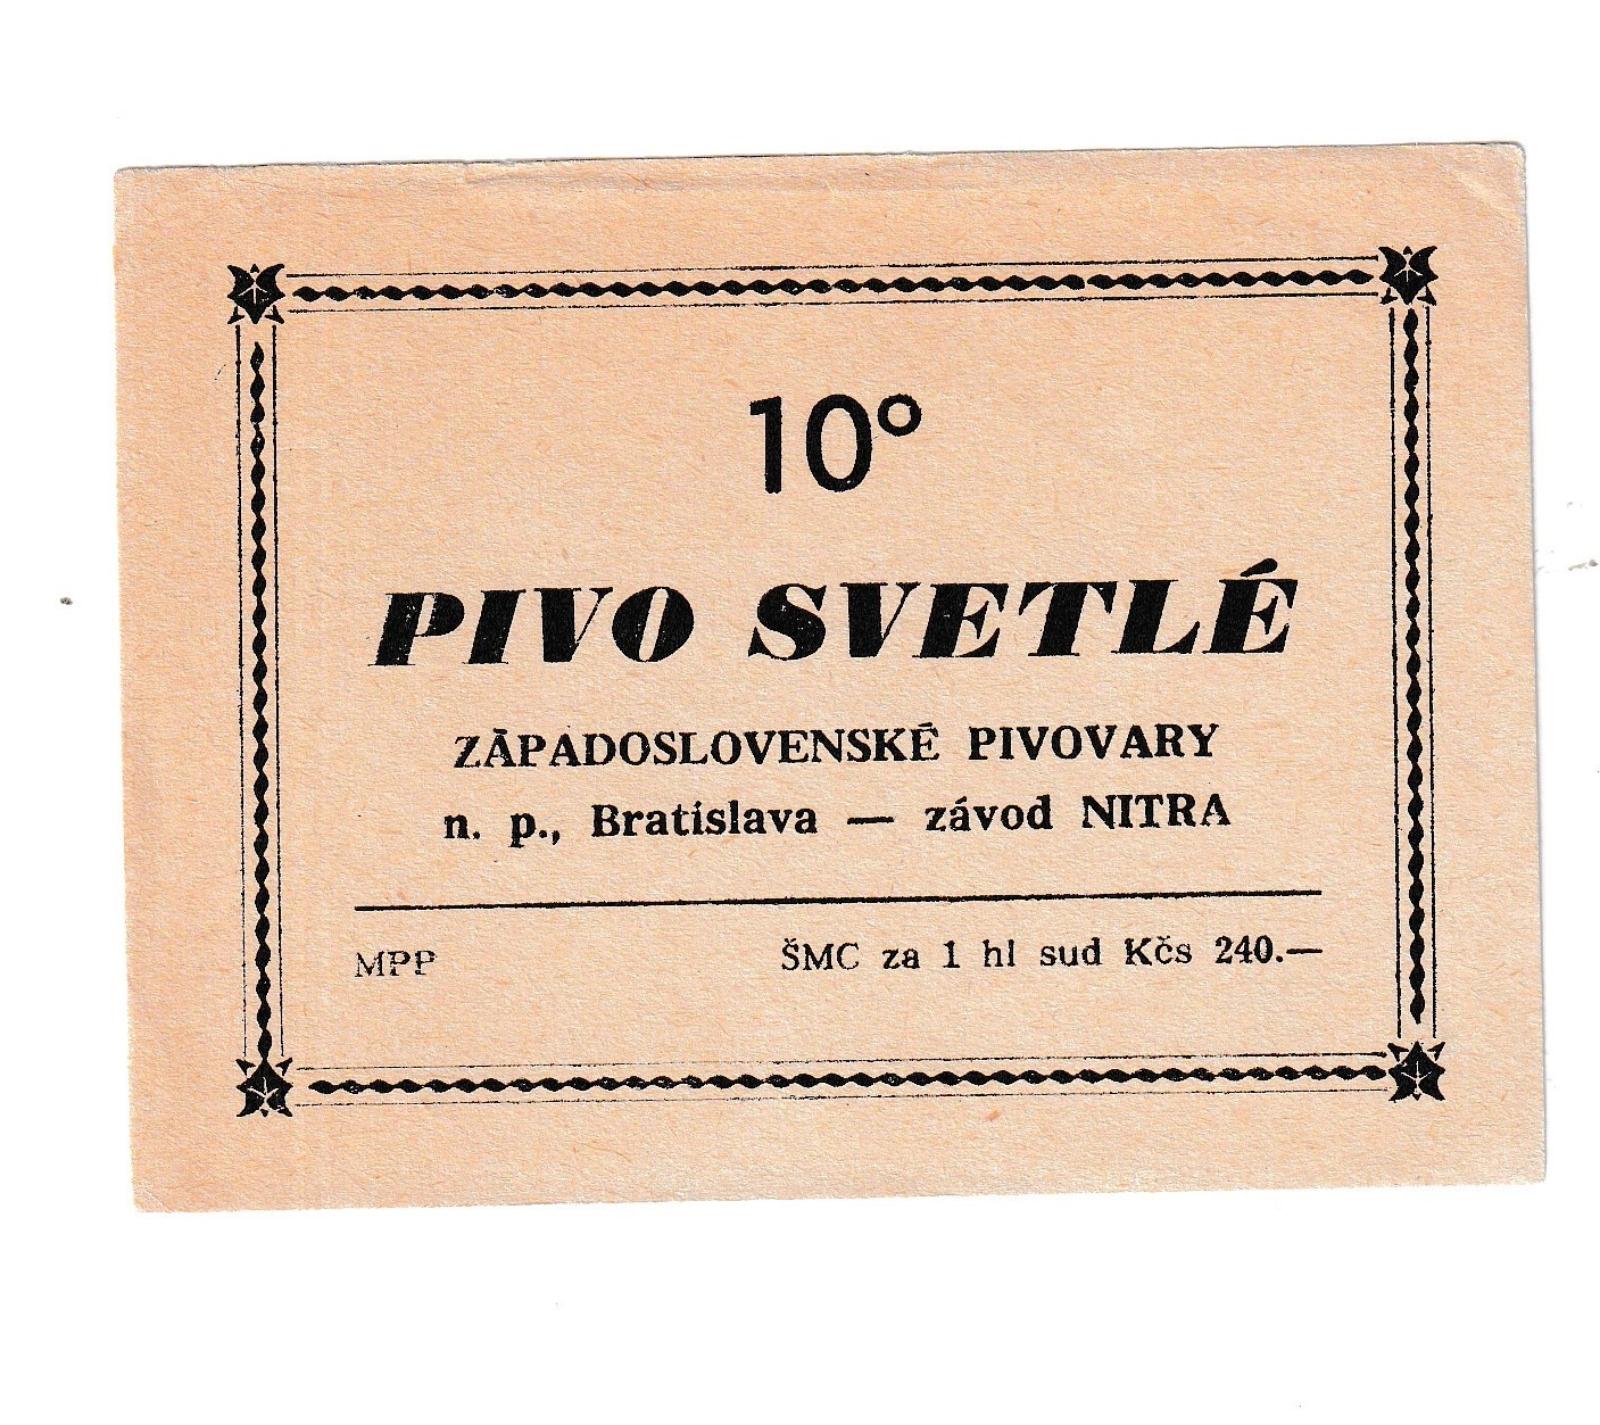 10°
PIVO SVETLÉ
ZÁPADOSLOVENSKÉ PIVOVARY
n. p., Bratislava — závod NITRA
MPP ŠMC za 1 hl sud Kčs 240.—